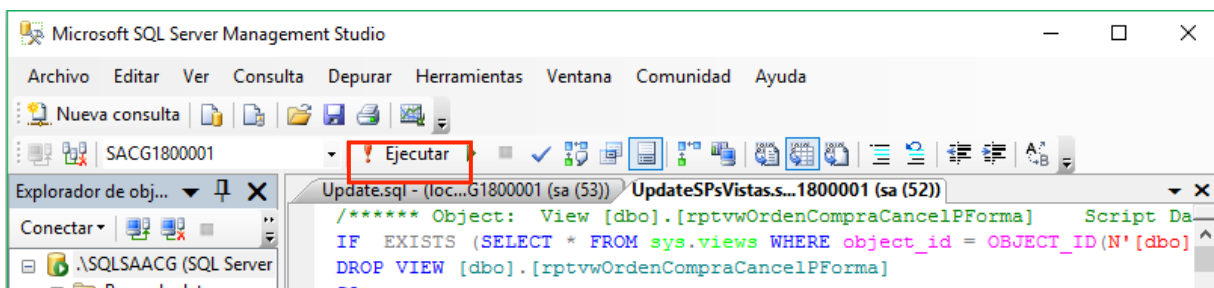 Microsoft SQL Server Management Studio
Archivo Editar Ver Consulta Depurar Herramientas Ventana Comunidad Ayuda
Nueva consulta
SACG1800001 Ejecutar
Explorador de obj... Update.sql - (loc...G1800001 (sa (53)) UpdateSPsVistas.s...1800001 (sa (52))
Conectar /****** Object: View [dbo].[rptvwOrdenCompraCancelPForma] Script Da
IF EXISTS (SELECT * FROM sys.views WHERE object_id = OBJECT_ID(N'[dbo]
.\SQLSAACG (SQL Server DROP VIEW [dbo].[rptvwOrdenCompraCancelPForma]